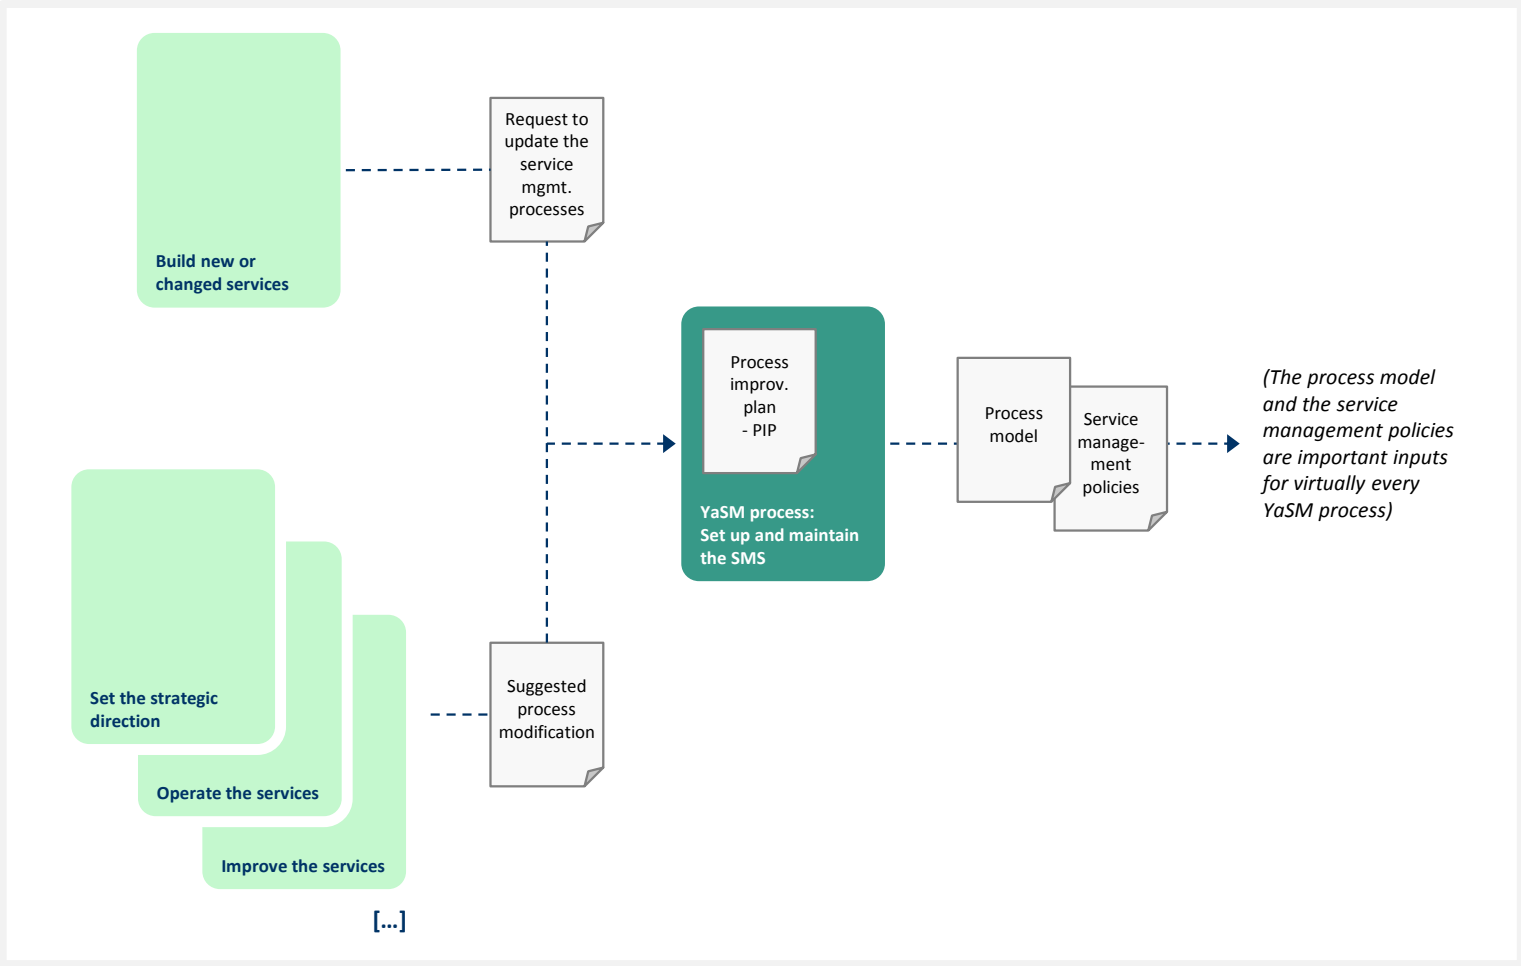 Request to
update the
service
mgmt.
processes
Build new or
changed services
Process
improv.
plan
- PIP
YaSM process:
Set up and maintain
the SMS
Process
model
Service
manage-
ment
policies
(The process model
and the service
management policies
are important inputs
for virtually every
YaSM process)
Set the strategic
direction
Operate the services
Improve the services
[...]
Suggested
process
modification